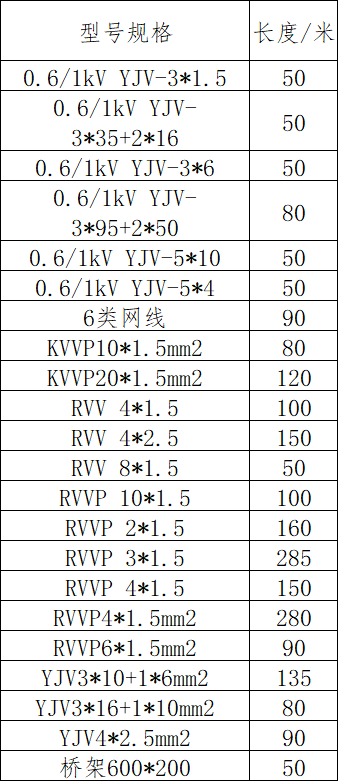 型号规格 长度/米
0.6/1kV YJV-3*1.5 50
0.6/1kV YJV-
3*35+2*16 50
0.6/1kV YJV-3*6 50
0.6/1kV YJV-
3*95+2*50 80
0.6/1kV YJV-5*10 50
0.6/1kV YJV-5*4 50
6类网线 90
KVVP10*1.5mm2 80
KVVP20*1.5mm2 120
RVV 4*1.5 100
RVV 4*2.5 150
RVV 8*1.5 50
RVVP 10*1.5 100
RVVP 2*1.5 160
RVVP 3*1.5 285
RVVP 4*1.5 150
RVVP4*1.5mm2 280
RVVP6*1.5mm2 90
YJV3*10+1*6mm2 135
YJV3*16+1*10mm2 80
YJV4*2.5mm2 90
桥架600*200 50